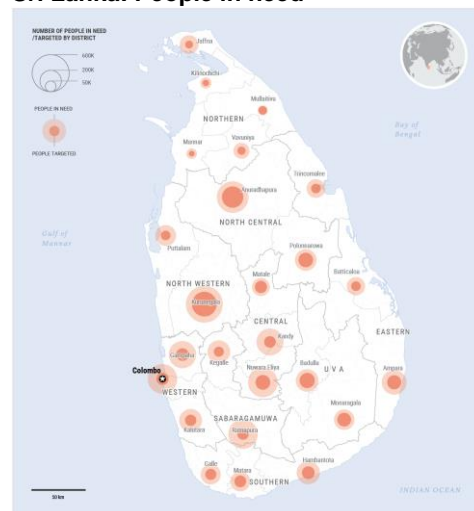 Sri Lanka: People in need
NUMBER OF PEOPLE IN NEED
/TARGETED BY DISTRICT
600K
200K
50K
PEOPLE IN NEED
PEOPLE TARGETED
Jaffna
Kilinochchi
Mullaitivu
NORTHERN
Mannar
Vavuniya
Bay of
Bengal
Trincomalee
Anuradhapura
NORTH CENTRAL
Gulf of
Mannar
Puttalam
Polonnaruwa
NORTH WESTERN
Matale
Batticaloa
Kurunegala
CENTRAL
EASTERN
Kandy
Gampaha
Kegalle
Colombo
Nuwara Eliya
Badulla
UVA
Ampara
WESTERN
SABARAGAMUWA
Monaragala
Kalutara
Ratnapura
Galle
Matara
Hambantota
SOUTHERN
50 km
INDIAN OCEAN